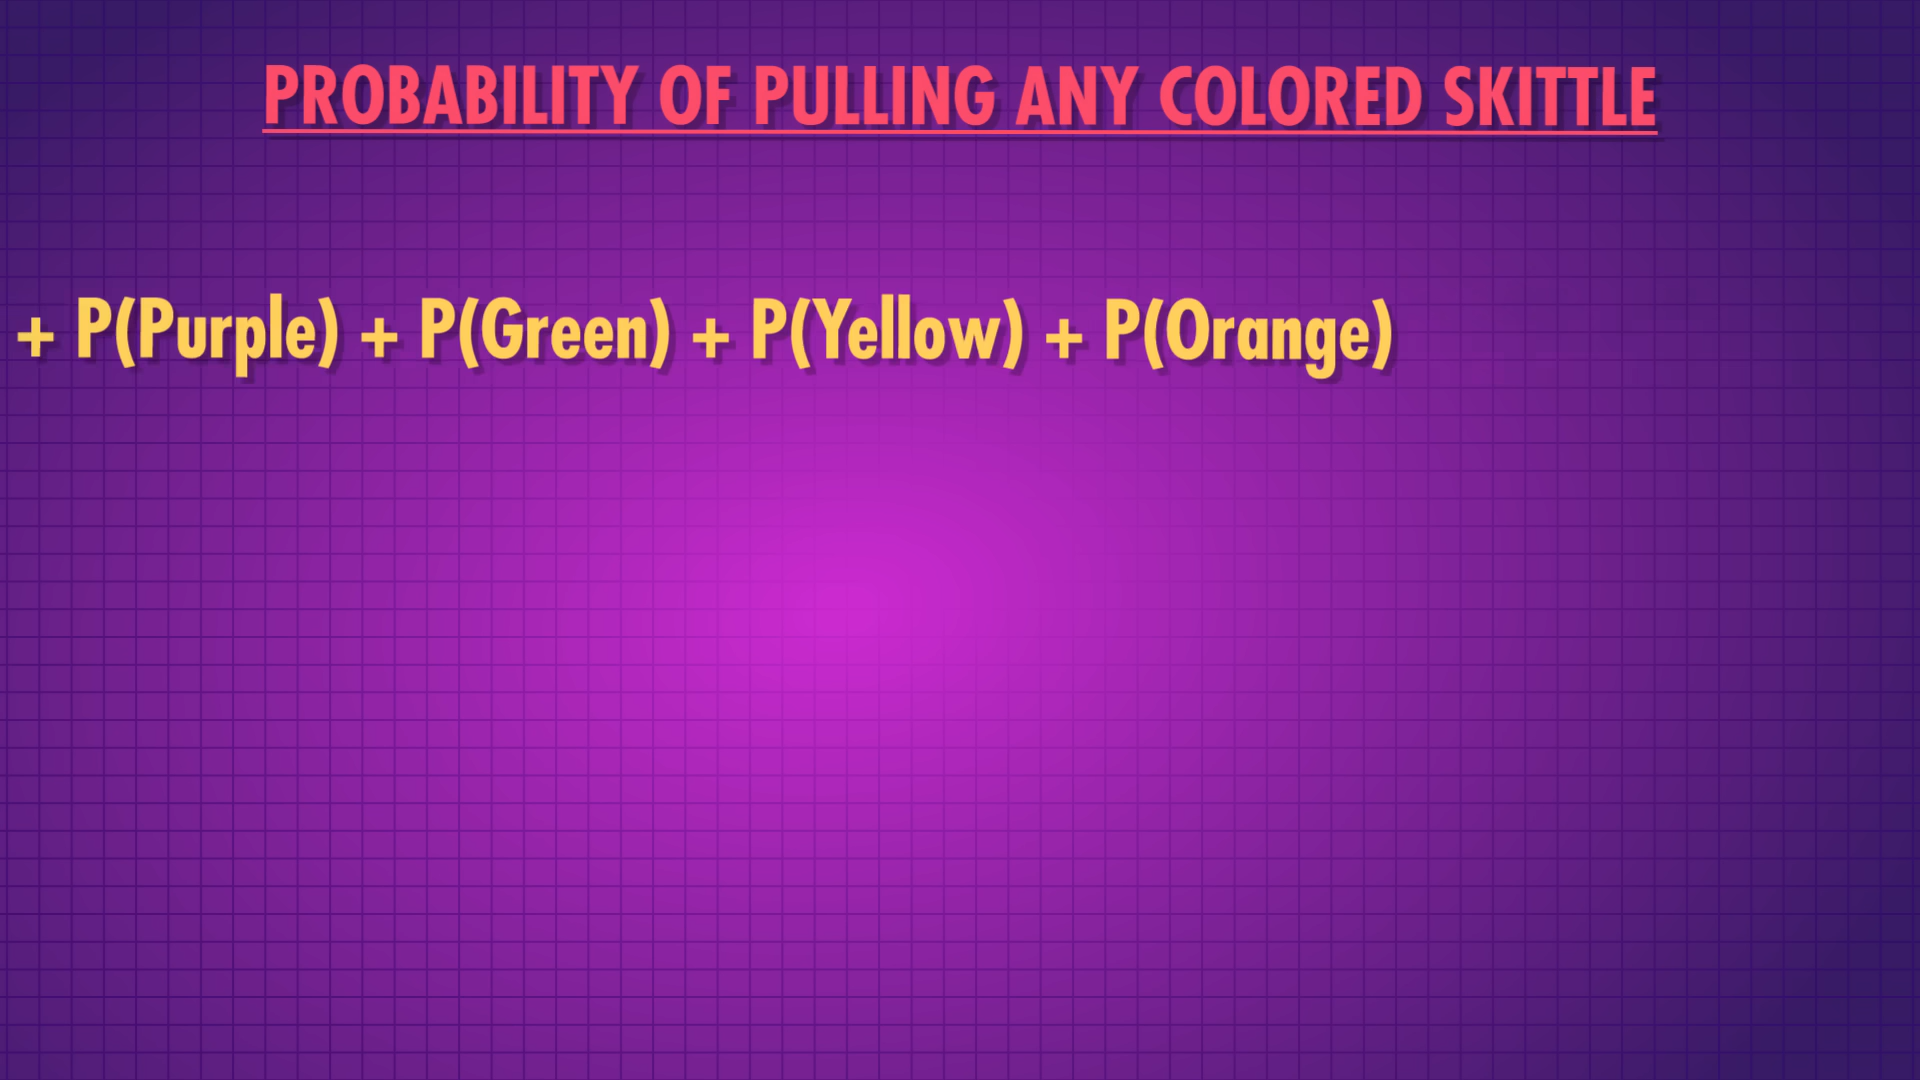 PROBABILITY OF PULLING ANY COLORED SKITTLE
+ P(Purple) + P(Green) + P(Yellow) + P(Orange)